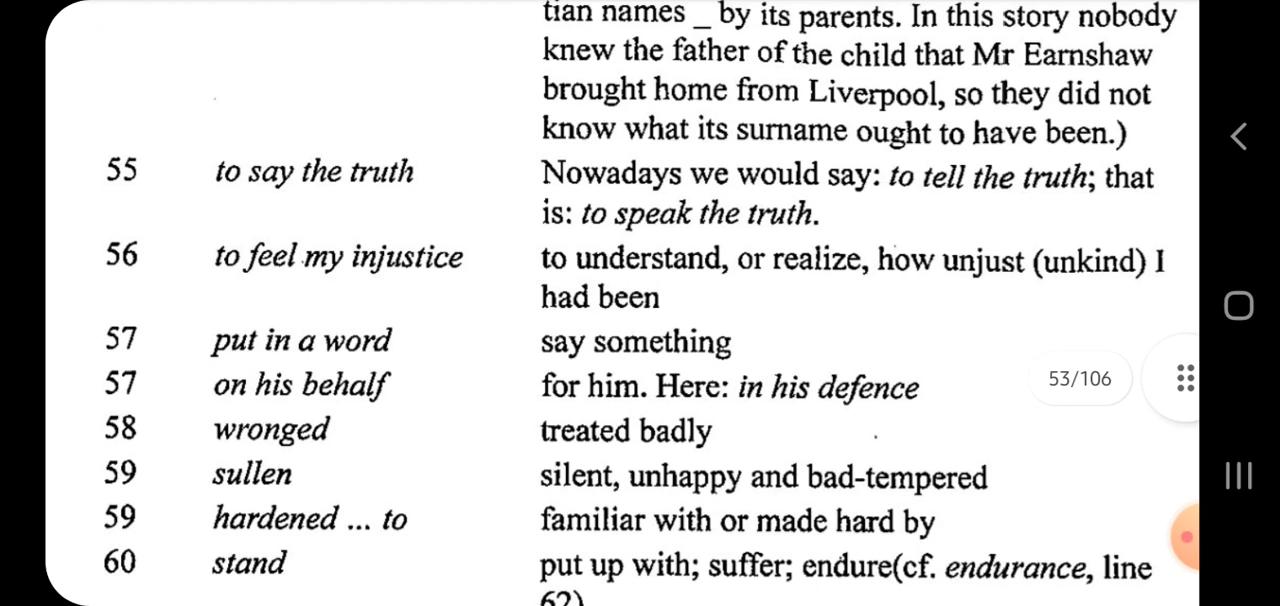 tian names _ by its parents. In this story nobody
knew the father of the child that Mr Earnshaw
brought home from Liverpool, so they did not
know what its surname ought to have been.)
55 to say the truth Nowadays we would say: to tell the truth; that
is: to speak the truth.
56 to feel my injustice to understand, or realize, how unjust (unkind) I
had been
57 put in a word say something
57 on his behalf for him. Here: in his defence
53/106
58 wronged treated badly
59 sullen silent, unhappy and bad-tempered
59 hardened ... to familiar with or made hard by
60 stand put up with; suffer; endure(cf. endurance, line
62)